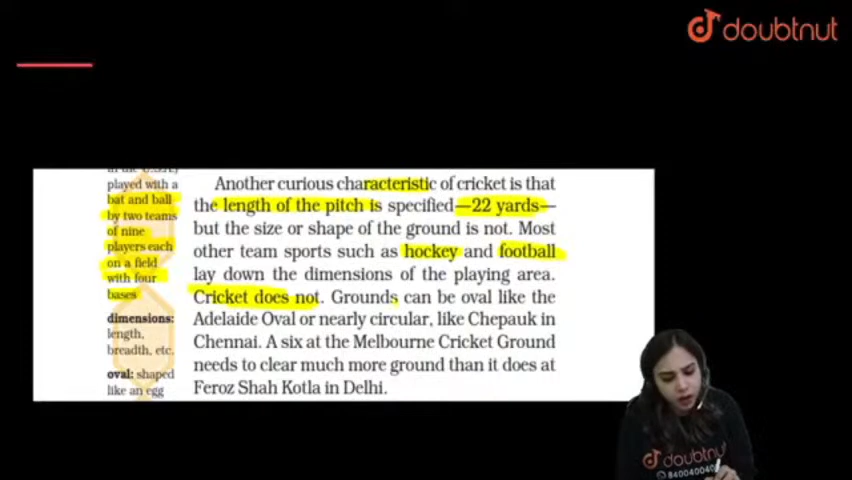 doubtnut
played with a
bat and ball
by two teams
of nine
players each
on a field
with four
bases
dimensions:
length,
breadth, etc.
oval: shaped
like an egg
Another curious characteristic of cricket is that
the length of the pitch is specified—22 yards—
but the size or shape of the ground is not. Most
other team sports such as hockey and football
lay down the dimensions of the playing area.
Cricket does not. Grounds can be oval like the
Adelaide Oval or nearly circular, like Chepauk in
Chennai. A six at the Melbourne Cricket Ground
needs to clear much more ground than it does at
Feroz Shah Kotla in Delhi.
doubtnut